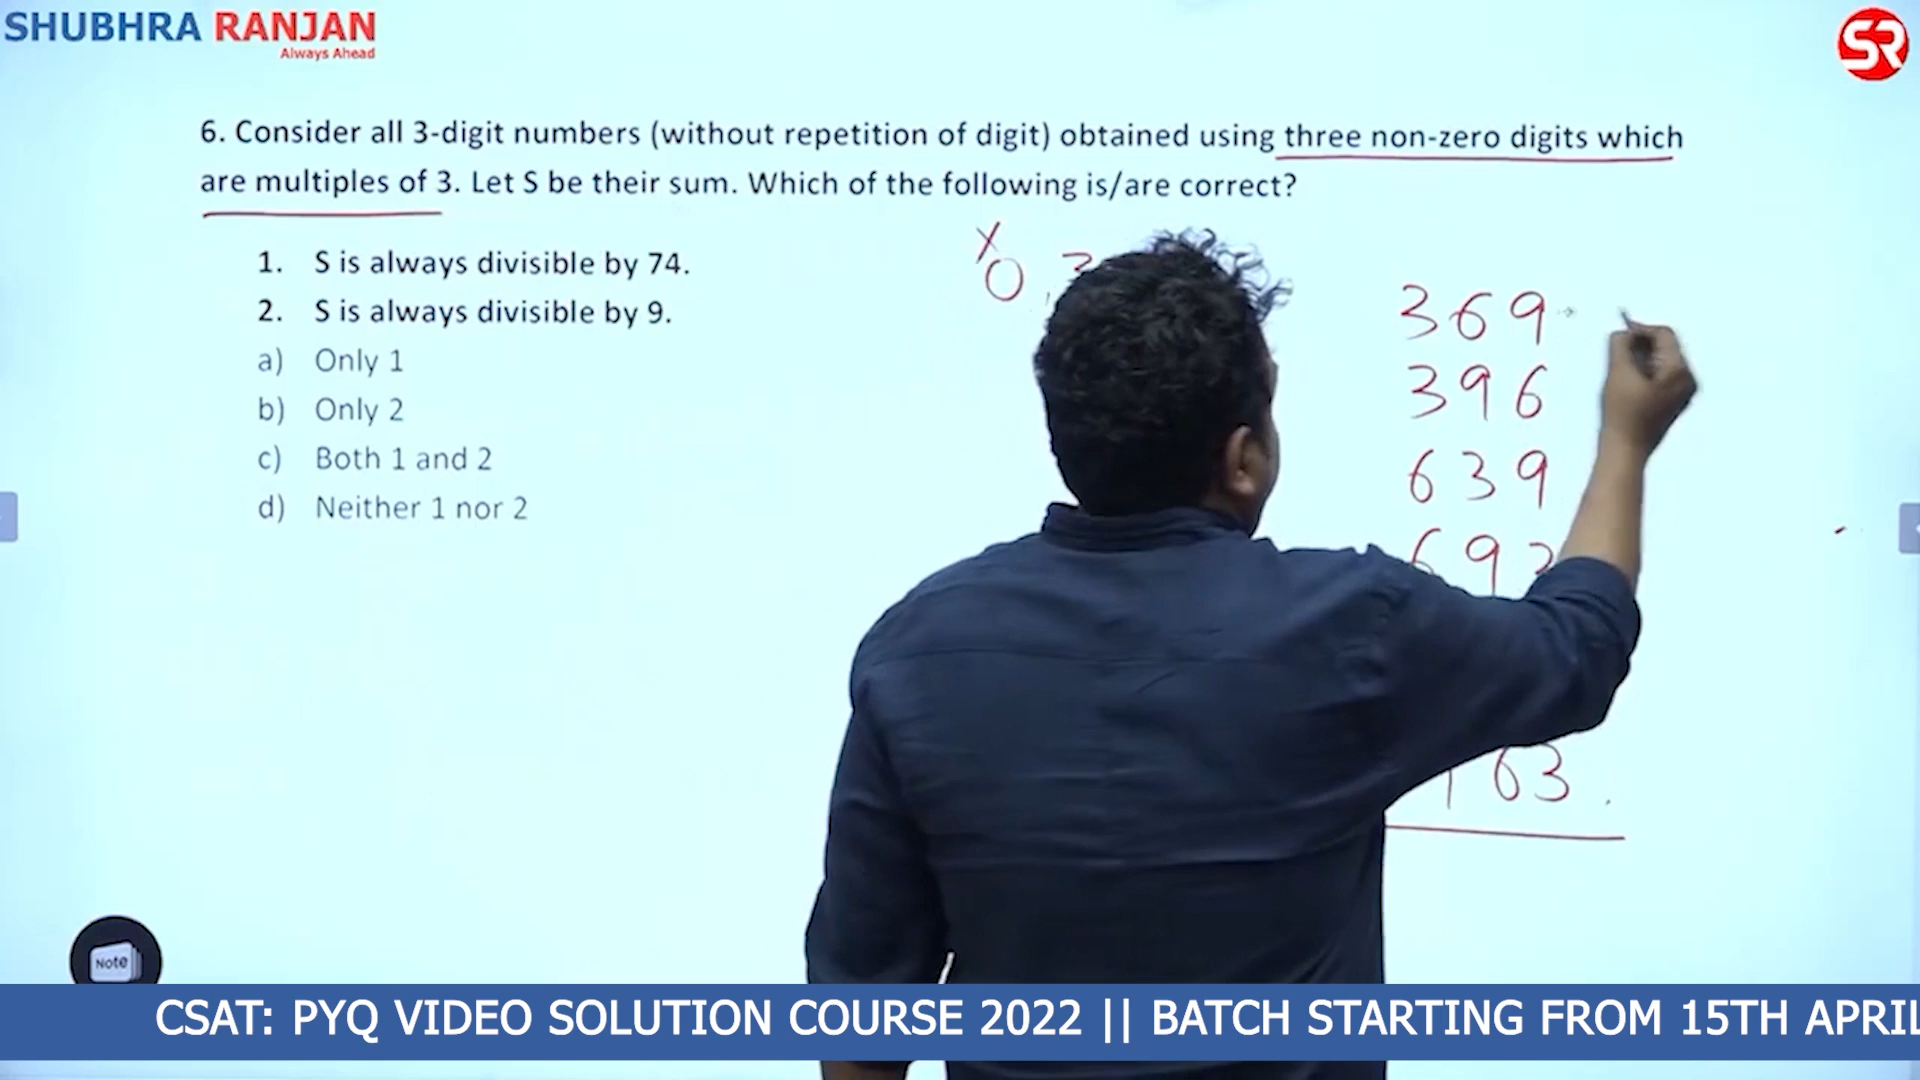 SHUBHRA RANJAN
Always Ahead
SR
6. Consider all 3-digit numbers (without repetition of digit) obtained using three non-zero digits which
are multiples of 3. Let S be their sum. Which of the following is/are correct?
1. S is always divisible by 74.
2. S is always divisible by 9.
a) Only 1
b) Only 2
c) Both 1 and 2
d) Neither 1 nor 2
X
0, 3
369
396
639
69
63
Note
CSAT: PYQ VIDEO SOLUTION COURSE 2022 || BATCH STARTING FROM 15TH APRIL